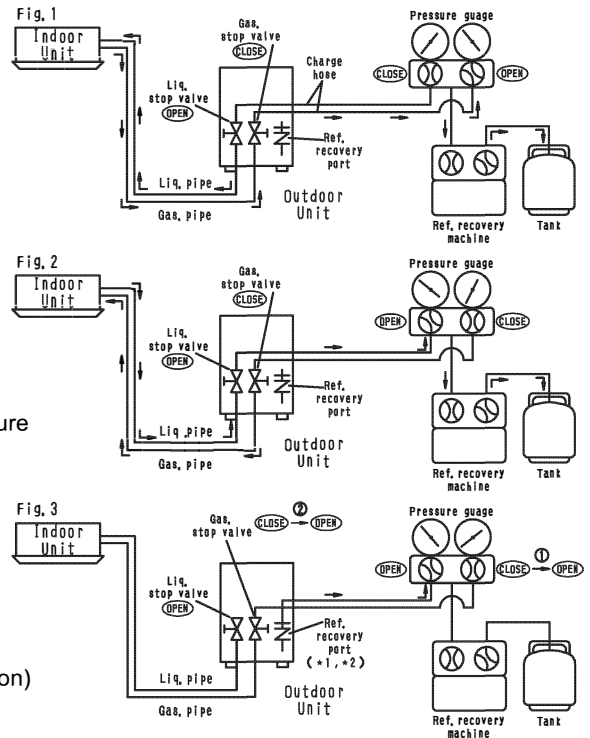 Fig. 1
Indoor
Unit
Gas.
stop valve
CLOSE
Liq.
stop valve
OPEN
Charge
hose
Pressure guage
CLOSE
OPEN
Ref.
recovery
port
Liq. pipe
Gas. pipe
Outdoor
Unit
Ref. recovery
machine
Tank
Fig. 2
Indoor
Unit
Gas.
stop valve
CLOSE
Liq.
stop valve
OPEN
Pressure guage
OPEN
CLOSE
Ref.
recovery
port
ure
Liq .pipe
Gas. pipe
Outdoor
Unit
Ref. recovery
machine
Tank
Fig. 3
Indoor
Unit
Gas.
stop valve
②
CLOSE → OPEN
Liq.
stop valve
OPEN
Pressure guage
OPEN
①
CLOSE → OPEN
Ref.
recovery
port
(*1,*2)
on)
Liq. pipe
Gas. pipe
Outdoor
Unit
Ref. recovery
machine
Tank